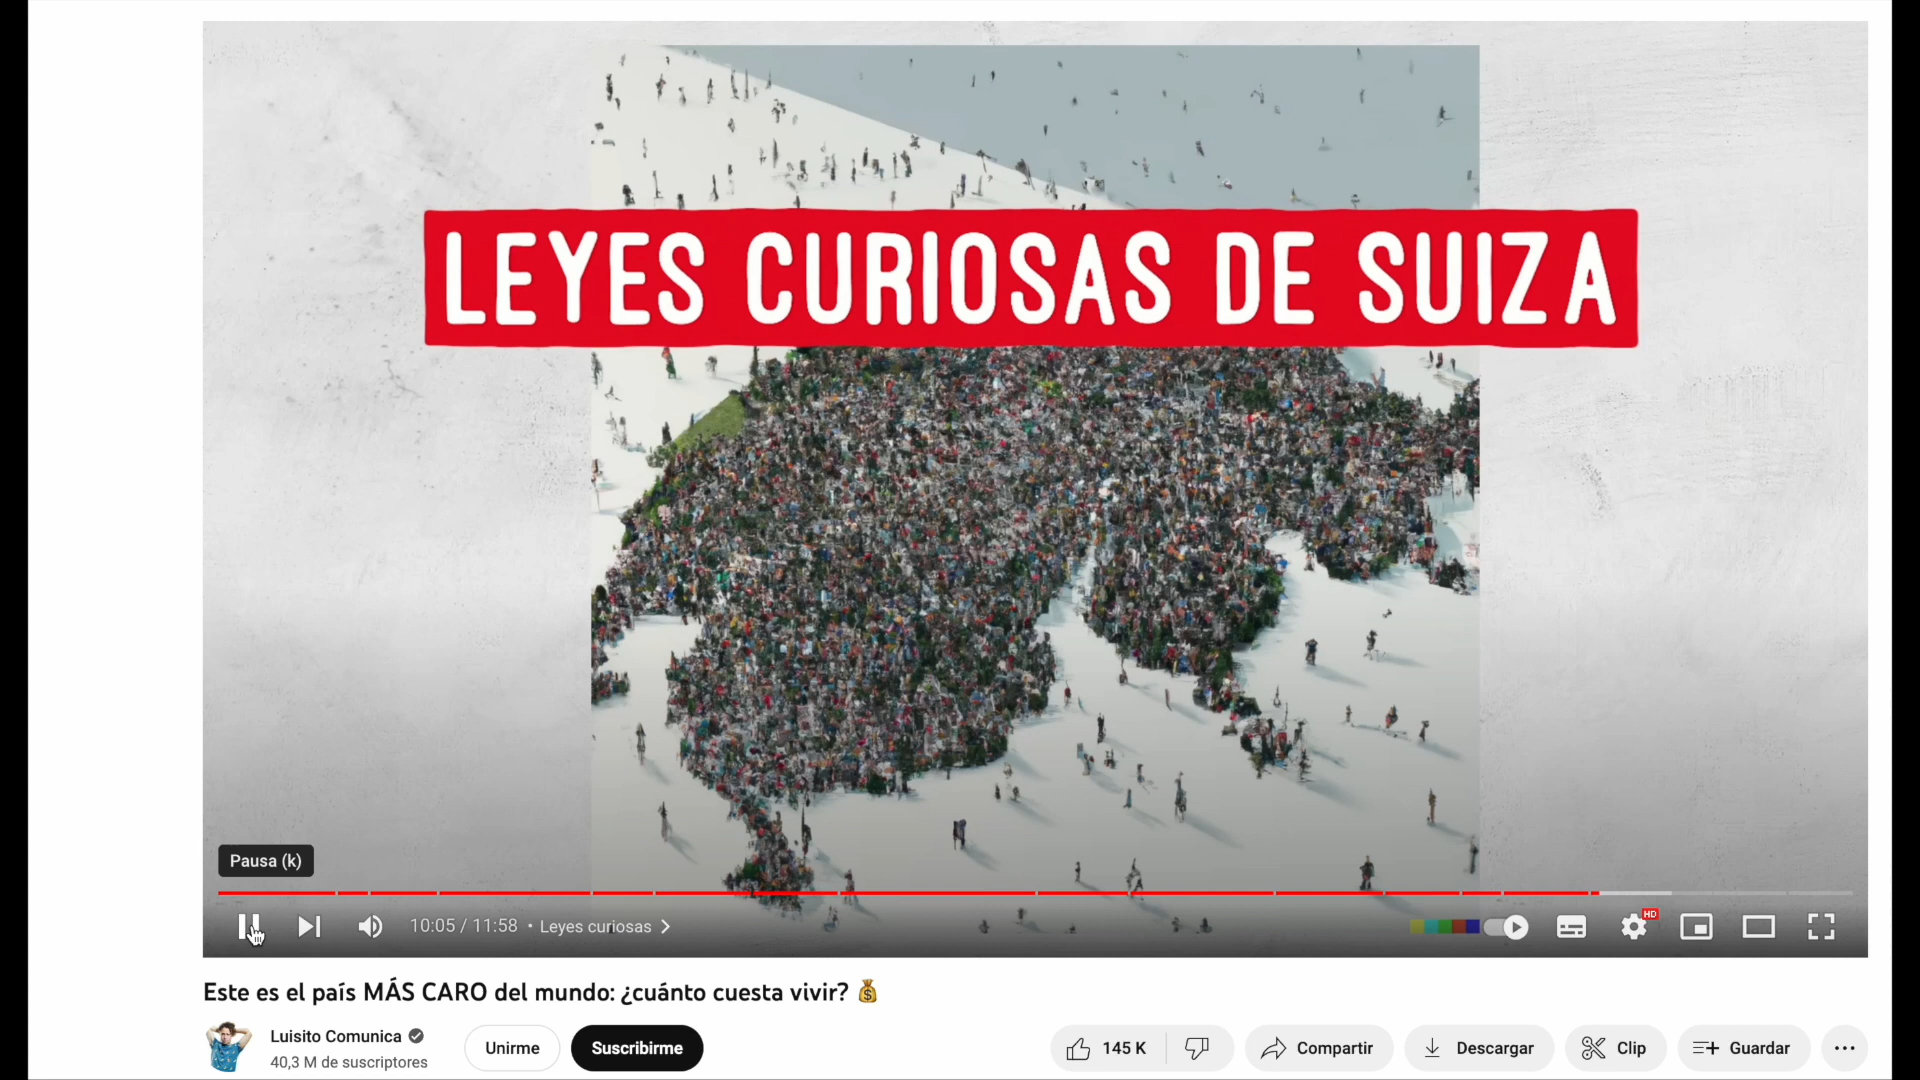 LEYES CURIOSAS DE SUIZA
Pausa (k)
10:05 / 11:58 • Leyes curiosas
HD
Este es el país MÁS CARO del mundo: ¿cuánto cuesta vivir? 💰
Luisito Comunica
40,3 M de suscriptores
Unirme
Suscribirme
145 K
Compartir
Descargar
Clip
Guardar